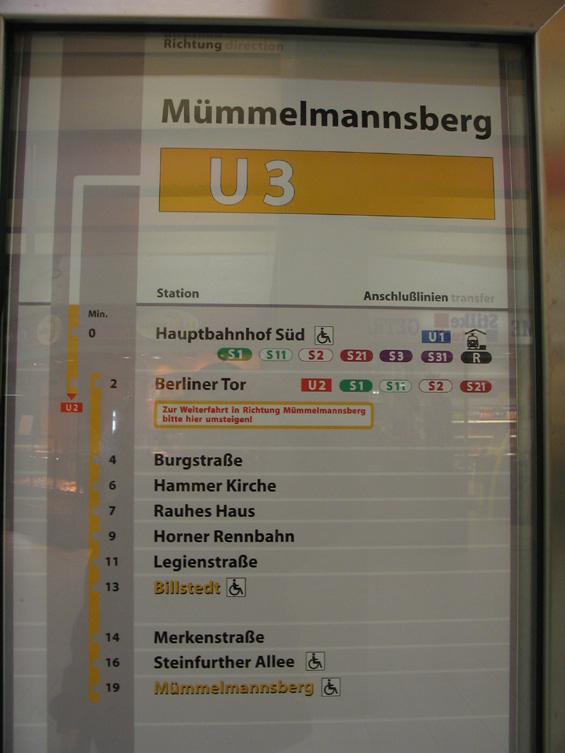 Richtung direction
Mümmelmannsberg
U3
Station
Anschlußlinien transfer
Min.
0 Hauptbahnhof Süd U1
S1 S11 S2 S21 S3 S31 R
2 Berliner Tor U2 S1 S11 S2 S21
U2
Zur Weiterfahrt in Richtung Mümmelmannsberg
bitte hier umsteigen!
4 Burgstraße
6 Hammer Kirche
7 Rauhes Haus
9 Horner Rennbahn
11 Legienstraße
13 Billstedt
14 Merkenstraße
16 Steinfurther Allee
19 Mümmelmannsberg